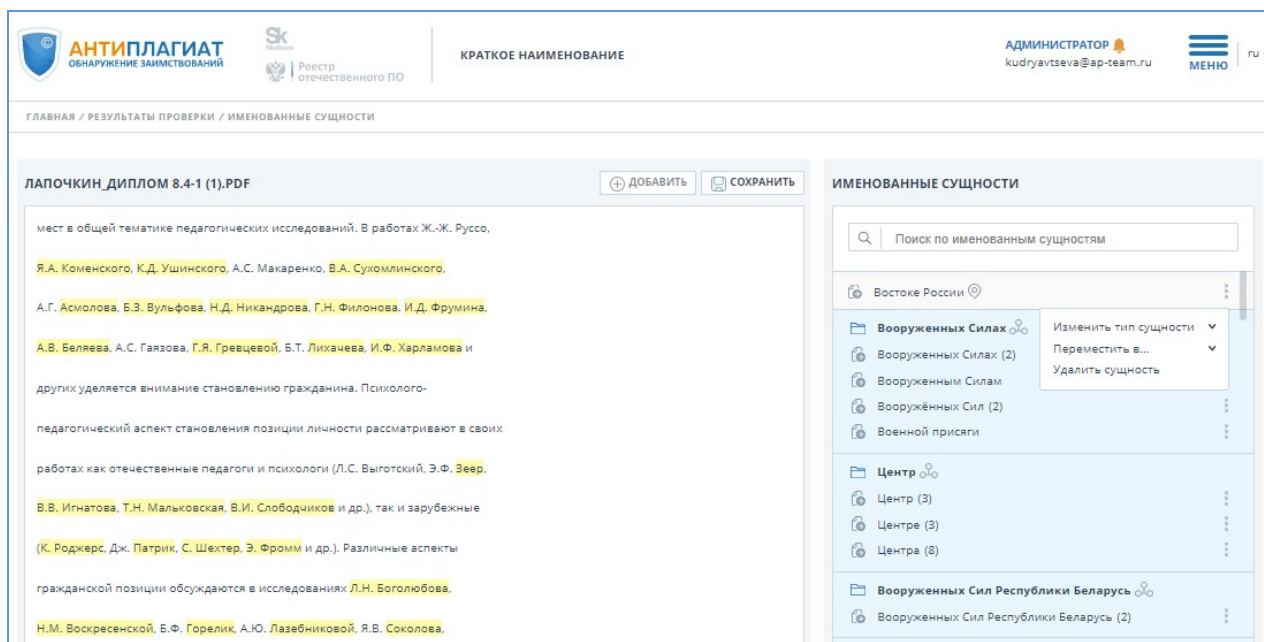 АНТИПЛАГИАТ
ОБНАРУЖЕНИЕ ЗАИМСТВОВАНИЙ
Sk
Skolkovo
Реестр
отечественного ПО
КРАТКОЕ НАИМЕНОВАНИЕ
АДМИНИСТРАТОР
kudryavtseva@ap-team.ru
МЕНЮ
ru
ГЛАВНАЯ / РЕЗУЛЬТАТЫ ПРОВЕРКИ / ИМЕНОВАННЫЕ СУЩНОСТИ
ЛАПОЧКИН_ДИПЛОМ 8.4-1 (1).PDF
ДОБАВИТЬ
СОХРАНИТЬ
мест в общей тематике педагогических исследований. В работах Ж.-Ж. Руссо,
Я.А. Коменского, К.Д. Ушинского, А.С. Макаренко, В.А. Сухомлинского,
А.Г. Асмолова, Б.З. Вульфова, Н.Д. Никандрова, Г.Н. Филонова, И.Д. Фрумина,
А.В. Беляева, А.С. Гаязова, Г.Я. Гревцевой, Б.Т. Лихачева, И.Ф. Харламова и
других уделяется внимание становлению гражданина. Психолого-
педагогический аспект становления позиции личности рассматривают в своих
работах как отечественные педагоги и психологи (Л.С. Выготский, Э.Ф. Зеер,
В.В. Игнатова, Т.Н. Мальковская, В.И. Слободчиков и др.), так и зарубежные
(К. Роджерс, Дж. Патрик, С. Шехтер, Э. Фромм и др.). Различные аспекты
гражданской позиции обсуждаются в исследованиях Л.Н. Боголюбова,
Н.М. Воскресенской, Б.Ф. Горелик, А.Ю. Лазебниковой, Я.В. Соколова,
ИМЕНОВАННЫЕ СУЩНОСТИ
Поиск по именованным сущностям
Востоке России
Вооруженных Силах
Вооруженных Силах (2)
Вооруженным Силам
Вооружённых Сил (2)
Военной присяги
Изменить тип сущности
Переместить в...
Удалить сущность
Центр
Центр (3)
Центре (3)
Центра (8)
Вооруженных Сил Республики Беларусь
Вооруженных Сил Республики Беларусь (2)